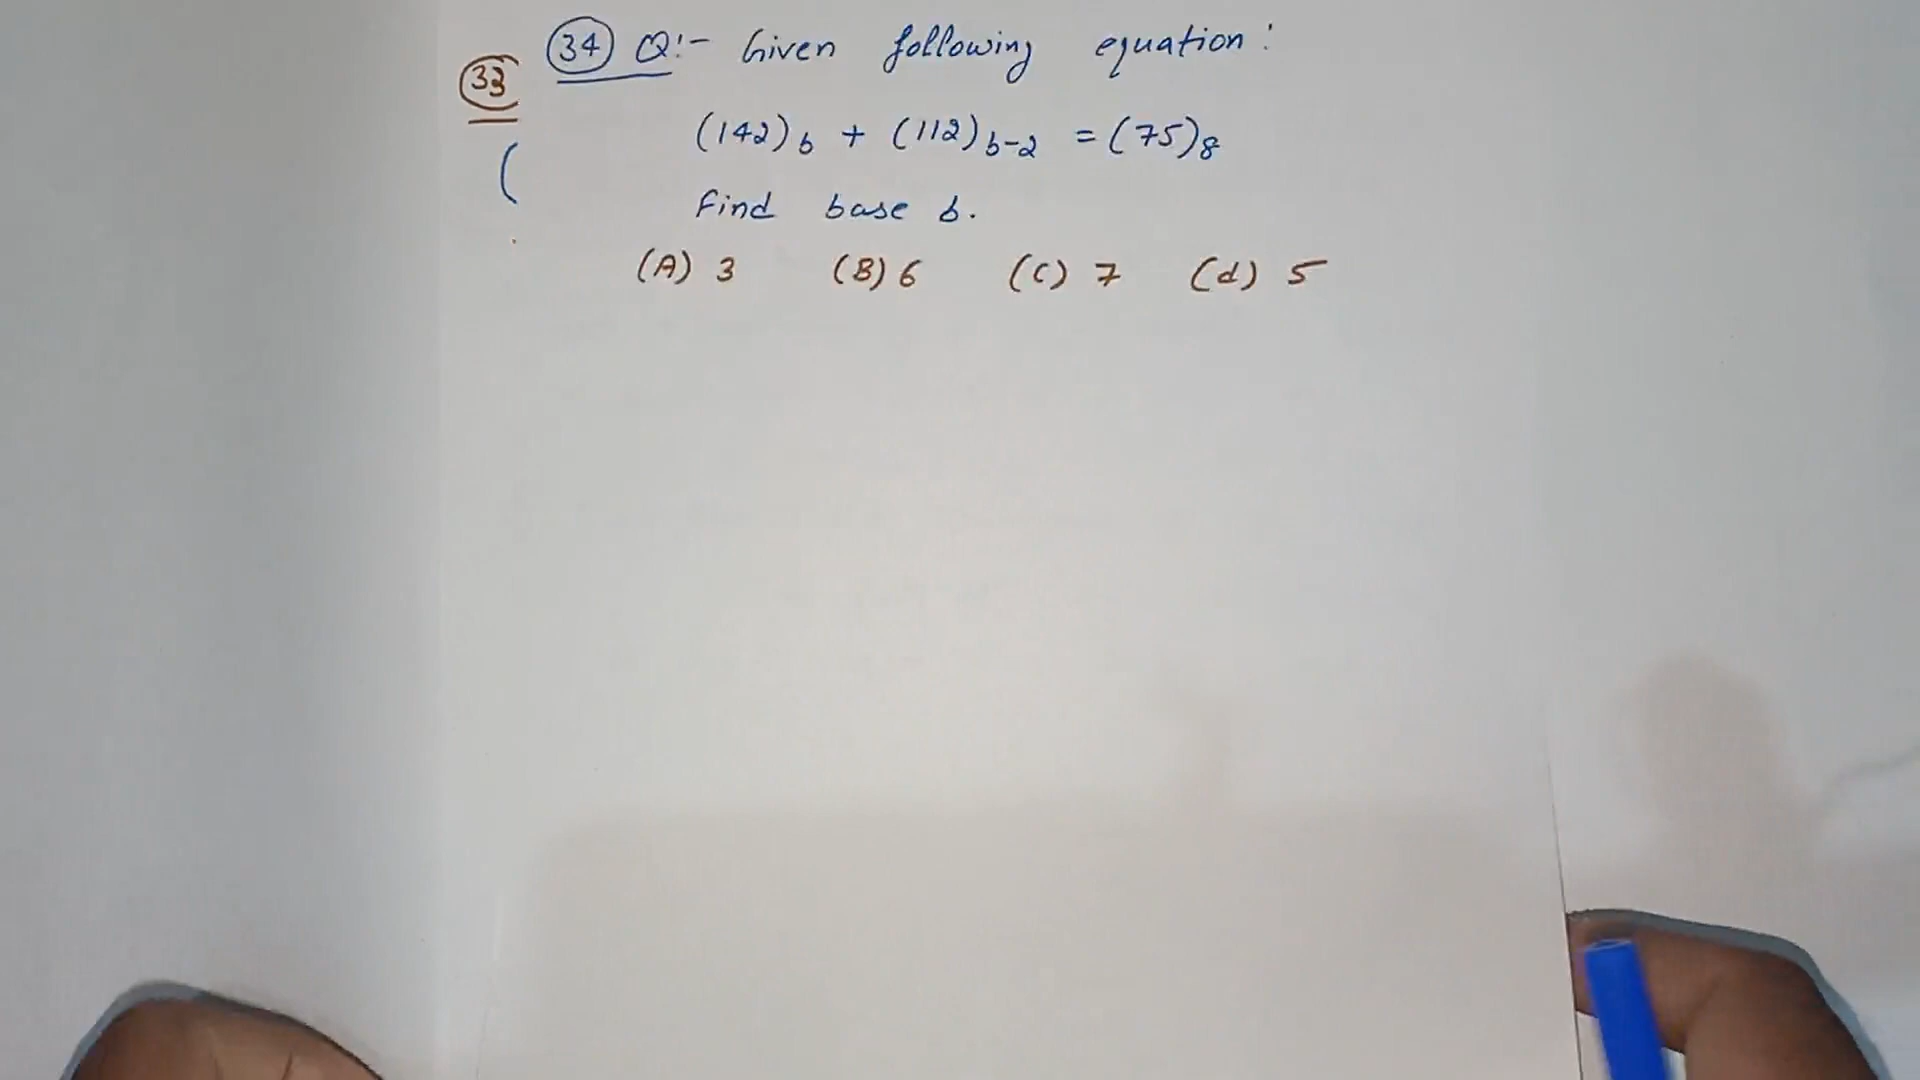 (34) Q:- Given following equation:
(33)
(142)b + (112)b-2 = (75)8
(
Find base b.
(A) 3 (B) 6 (C) 7 (d) 5